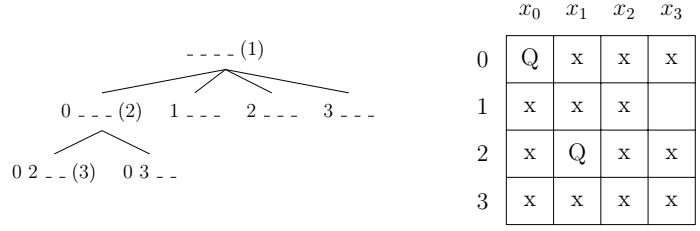 _ _ _ _ (1)
0 _ _ _ (2) 1 _ _ _ 2 _ _ _ 3 _ _ _
0 2 _ _ (3) 0 3 _ _
x₀ x₁ x₂ x₃
0 Q x x x
1 x x x
2 x Q x x
3 x x x x